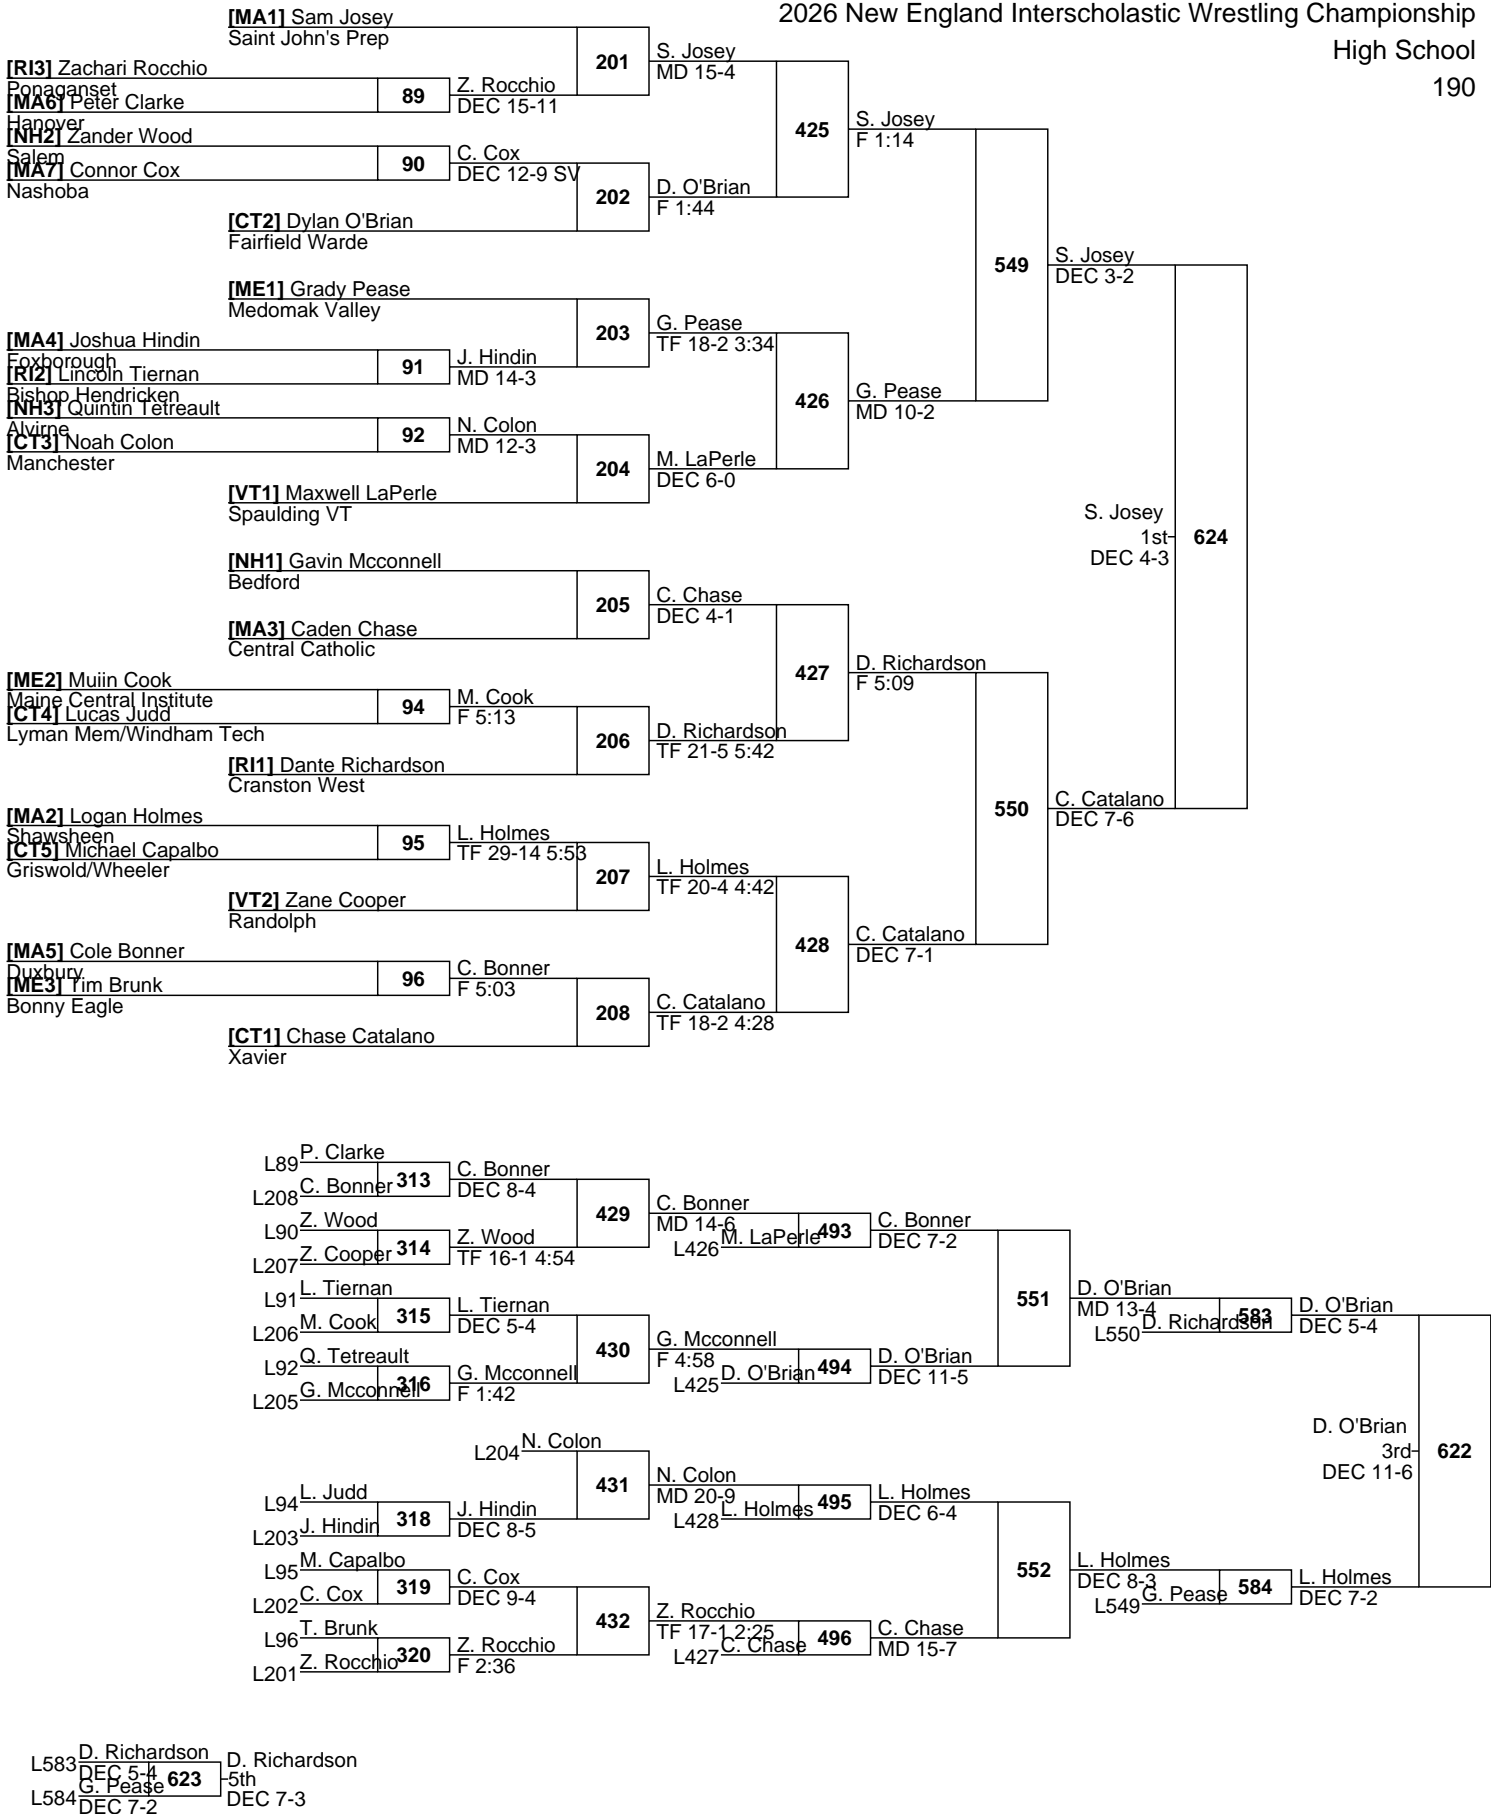 2026 New England Interscholastic Wrestling Championship
High School
190
[MA1] Sam Josey
Saint John's Prep
201
S. Josey
MD 15-4
[RI3] Zachari Rocchio
Ponaganset
[MA6] Peter Clarke
Hanover
89
Z. Rocchio
DEC 15-11
425
S. Josey
F 1:14
[NH2] Zander Wood
Salem
[MA7] Connor Cox
Nashoba
90
C. Cox
DEC 12-9 SV
202
D. O'Brian
F 1:44
[CT2] Dylan O'Brian
Fairfield Warde
549
S. Josey
DEC 3-2
[ME1] Grady Pease
Medomak Valley
203
G. Pease
TF 18-2 3:34
[MA4] Joshua Hindin
Foxborough
[RI2] Lincoln Tiernan
Bishop Hendricken
91
J. Hindin
MD 14-3
426
G. Pease
MD 10-2
[NH3] Quintin Tetreault
Alvirne
[CT3] Noah Colon
Manchester
92
N. Colon
MD 12-3
204
M. LaPerle
DEC 6-0
[VT1] Maxwell LaPerle
Spaulding VT
S. Josey
1st
DEC 4-3
624
[NH1] Gavin Mcconnell
Bedford
205
C. Chase
DEC 4-1
[MA3] Caden Chase
Central Catholic
427
D. Richardson
F 5:09
[ME2] Muiin Cook
Maine Central Institute
[CT4] Lucas Judd
Lyman Mem/Windham Tech
94
M. Cook
F 5:13
206
D. Richardson
TF 21-5 5:42
[RI1] Dante Richardson
Cranston West
550
C. Catalano
DEC 7-6
[MA2] Logan Holmes
Shawsheen
[CT5] Michael Capalbo
Griswold/Wheeler
95
L. Holmes
TF 29-14 5:53
207
L. Holmes
TF 20-4 4:42
[VT2] Zane Cooper
Randolph
428
C. Catalano
DEC 7-1
[MA5] Cole Bonner
Duxbury
[ME3] Tim Brunk
Bonny Eagle
96
C. Bonner
F 5:03
208
C. Catalano
TF 18-2 4:28
[CT1] Chase Catalano
Xavier
L89 P. Clarke
L208 C. Bonner
313
C. Bonner
DEC 8-4
429
C. Bonner
MD 14-6
L90 Z. Wood
L207 Z. Cooper
314
Z. Wood
TF 16-1 4:54
L426 M. LaPerle
493
C. Bonner
DEC 7-2
L91 L. Tiernan
L206 M. Cook
315
L. Tiernan
DEC 5-4
551
D. O'Brian
MD 13-4
L550 D. Richardson
583
D. O'Brian
DEC 5-4
430
G. Mcconnell
F 4:58
L92 Q. Tetreault
L205 G. Mcconnell
316
G. Mcconnell
F 1:42
L425 D. O'Brian
494
D. O'Brian
DEC 11-5
D. O'Brian
3rd
DEC 11-6
622
L204 N. Colon
431
N. Colon
MD 20-9
L94 L. Judd
L203 J. Hindin
318
J. Hindin
DEC 8-5
L428 L. Holmes
495
L. Holmes
DEC 6-4
L95 M. Capalbo
L202 C. Cox
319
C. Cox
DEC 9-4
552
L. Holmes
DEC 8-3
L549 G. Pease
584
L. Holmes
DEC 7-2
432
Z. Rocchio
TF 17-1 2:25
L96 T. Brunk
L201 Z. Rocchio
320
Z. Rocchio
F 2:36
L427 C. Chase
496
C. Chase
MD 15-7
L583 D. Richardson
DEC 5-4
L584 G. Pease
DEC 7-2
623
D. Richardson
5th
DEC 7-3